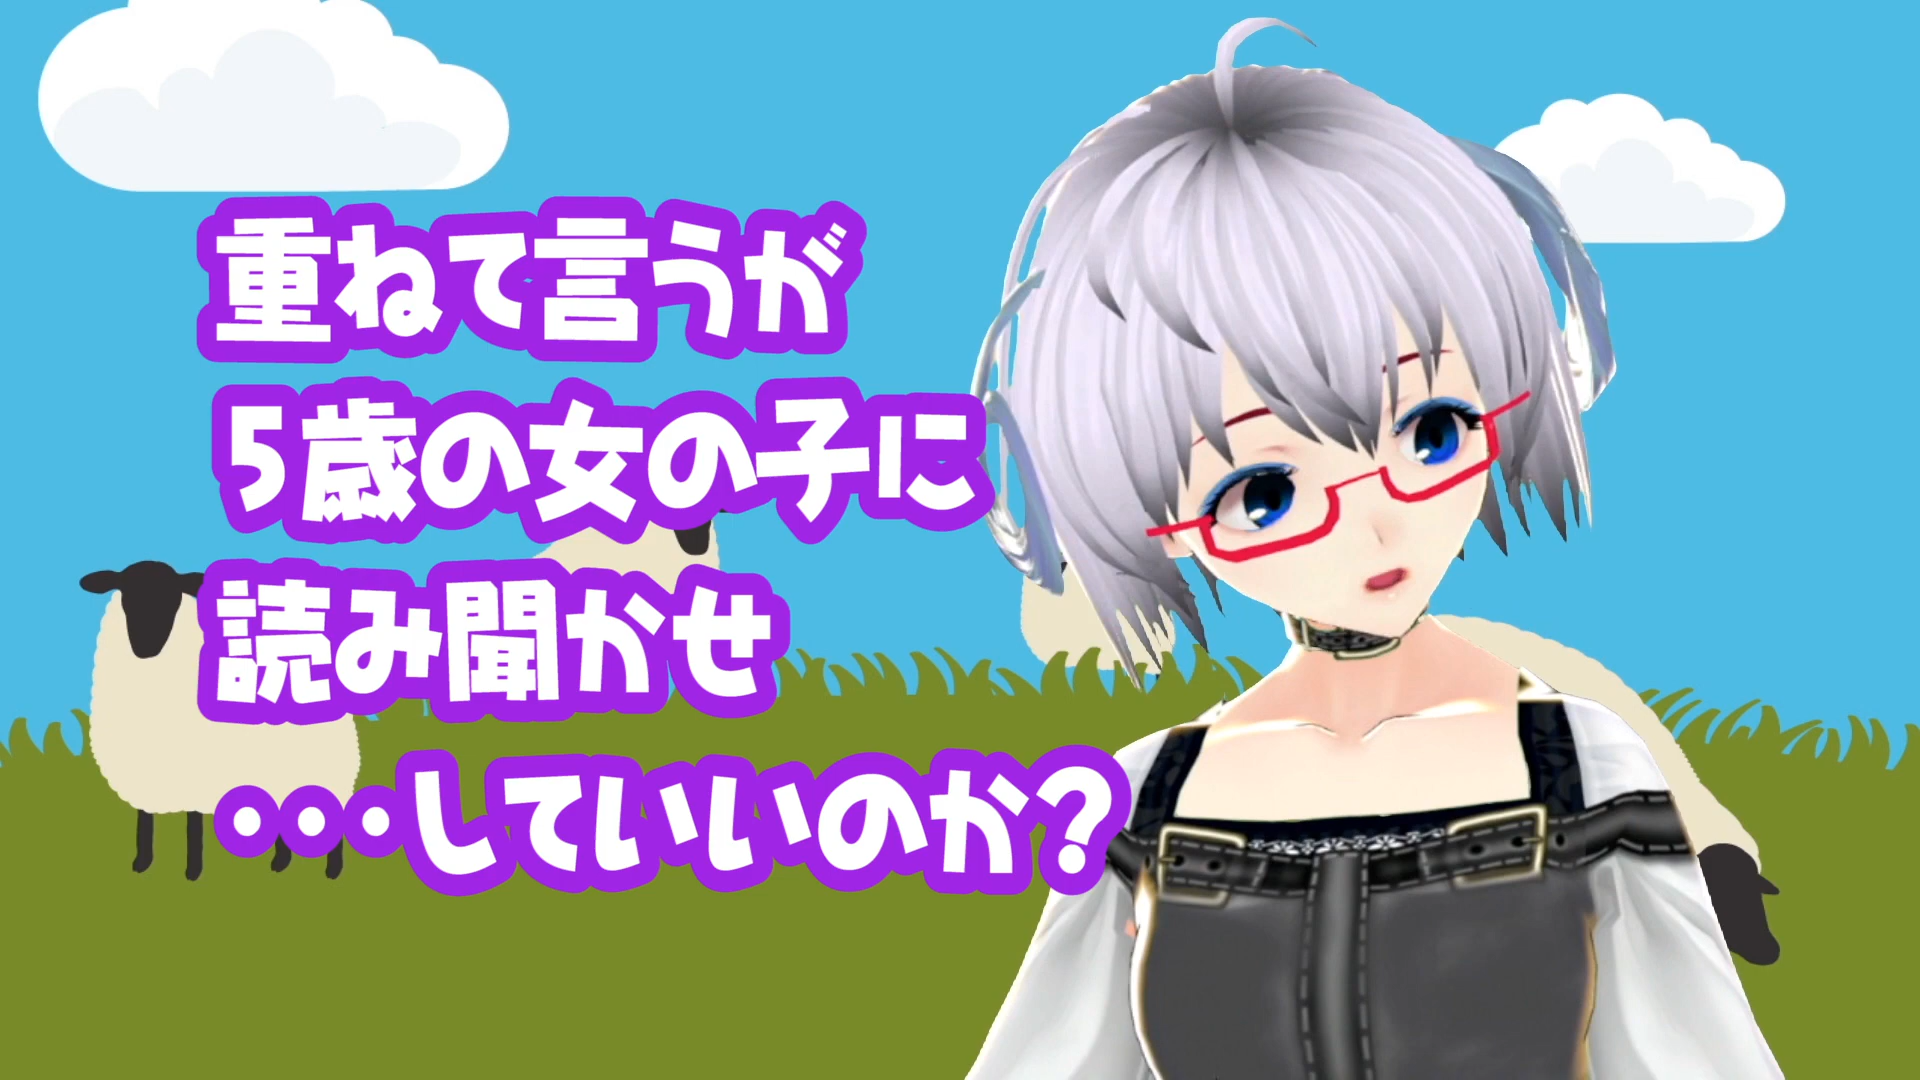 重ねて言うが
5歳の女の子に
読み聞かせ
・・・していいのか?